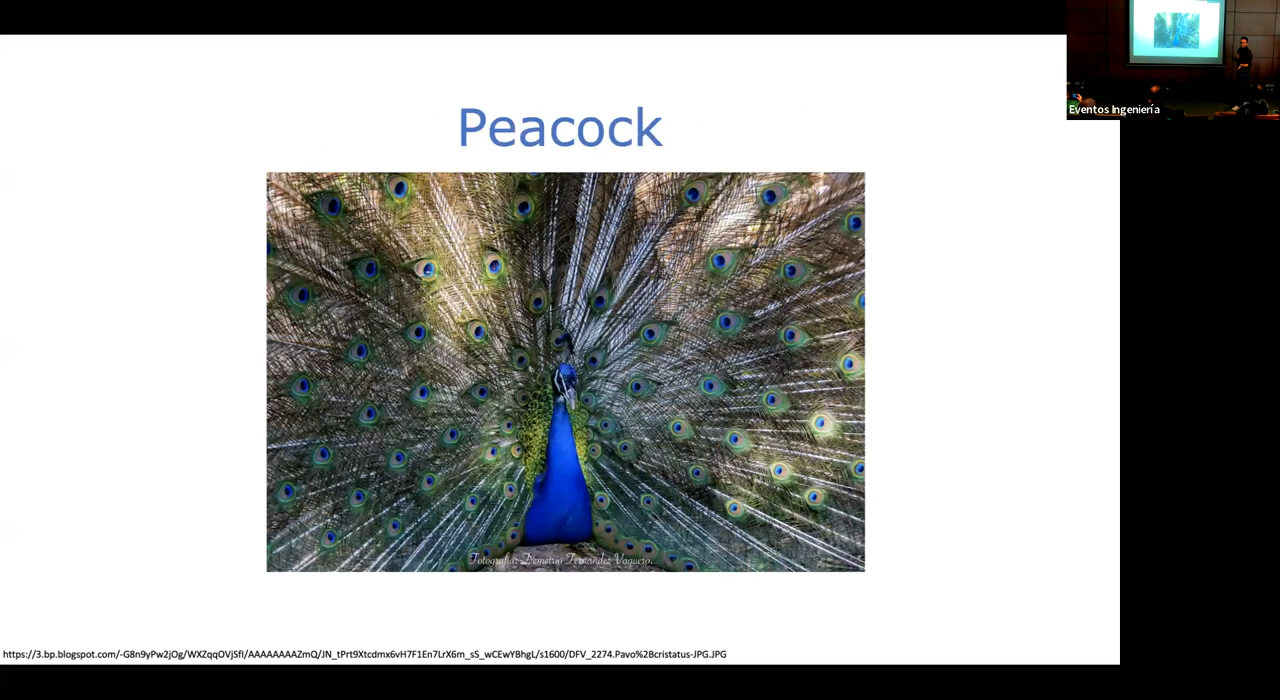 Eventos Ingeniería
Peacock
Fotografía: Demetrio Fernández Vaquero.
https://3.bp.blogspot.com/-G8n9yPw2jOg/WXZqqOVjSfI/AAAAAAAAZmQ/JN_tPrt9Xtcdmx6vH7F1En7LrX6m_sS_wCEwYBhgL/s1600/DFV_2274.Pavo%2Bcristatus-JPG.JPG